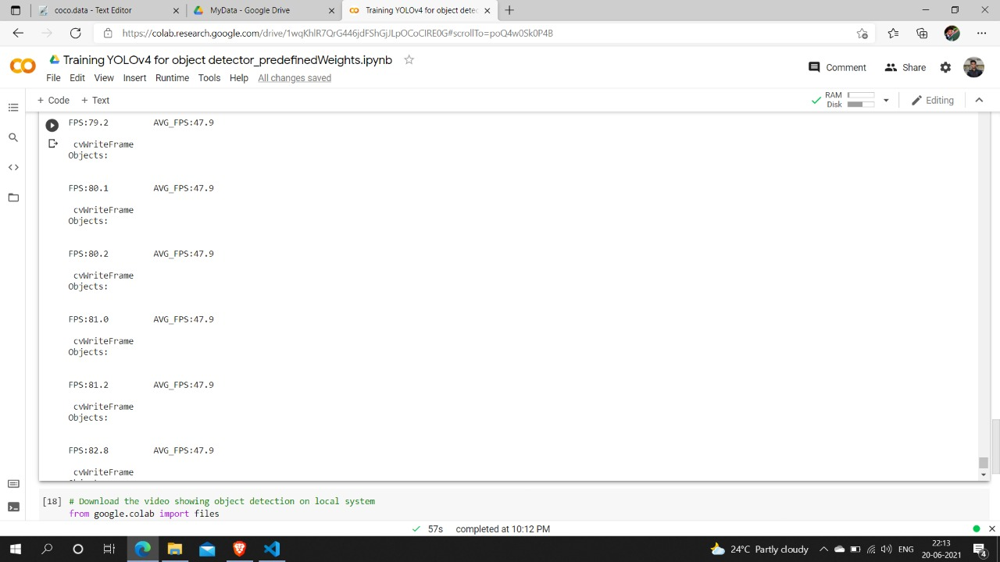 coco.data - Text Editor
MyData - Google Drive
Training YOLOv4 for object detec
https://colab.research.google.com/drive/1wqKhlR7QrG446jdFShGjJLpOCoCIRE0G#scrollTo=poQ4w0Sk0P4B
Training YOLOv4 for object detector_predefinedWeights.ipynb
Comment
Share
File Edit View Insert Runtime Tools Help All changes saved
+ Code + Text
RAM
Disk
Editing
FPS:79.2 AVG_FPS:47.9
cvWriteFrame
Objects:
FPS:80.1 AVG_FPS:47.9
cvWriteFrame
Objects:
FPS:80.2 AVG_FPS:47.9
cvWriteFrame
Objects:
FPS:81.0 AVG_FPS:47.9
cvWriteFrame
Objects:
FPS:81.2 AVG_FPS:47.9
cvWriteFrame
Objects:
FPS:82.8 AVG_FPS:47.9
cvWriteFrame
[18] # Download the video showing object detection on local system
from google.colab import files
57s completed at 10:12 PM
24°C Partly cloudy
ENG
22:13
20-06-2021
4